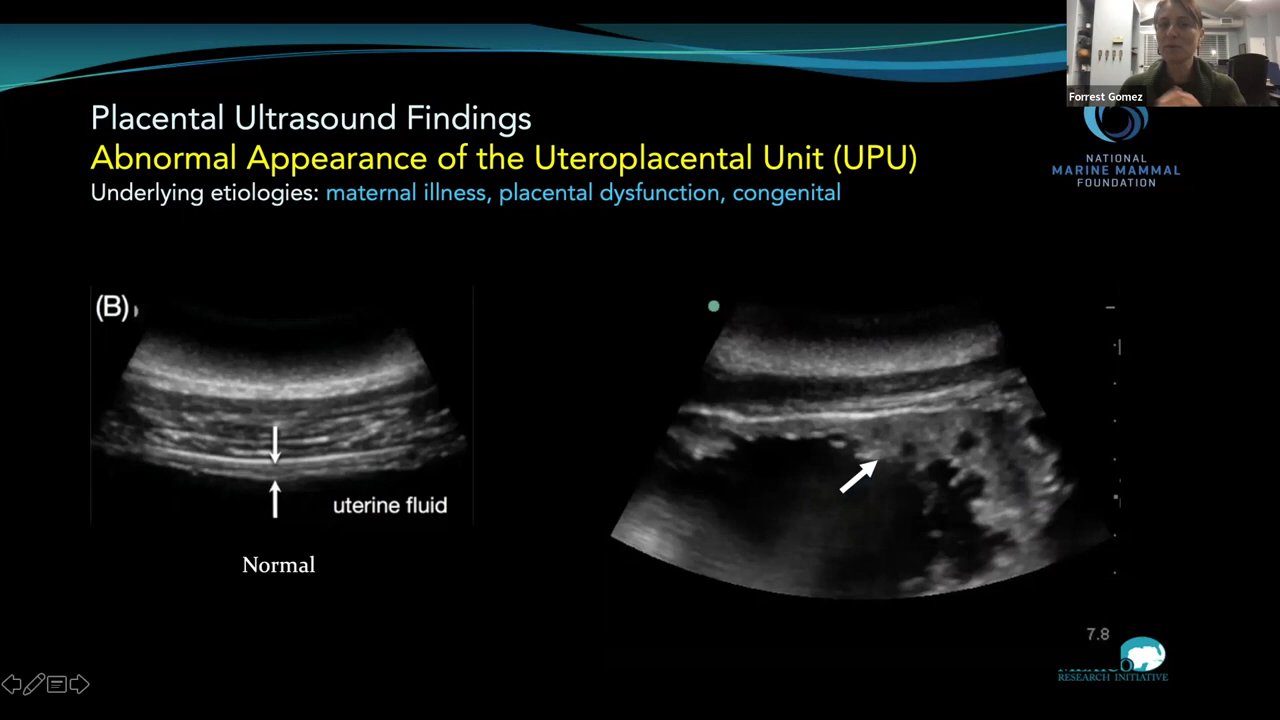 Forrest Gomez
Placental Ultrasound Findings
Abnormal Appearance of the Uteroplacental Unit (UPU)
Underlying etiologies: maternal illness, placental dysfunction, congenital
NATIONAL
MARINE MAMMAL
FOUNDATION
(B)
uterine fluid
Normal
7.8
RESEARCH INITIATIVE